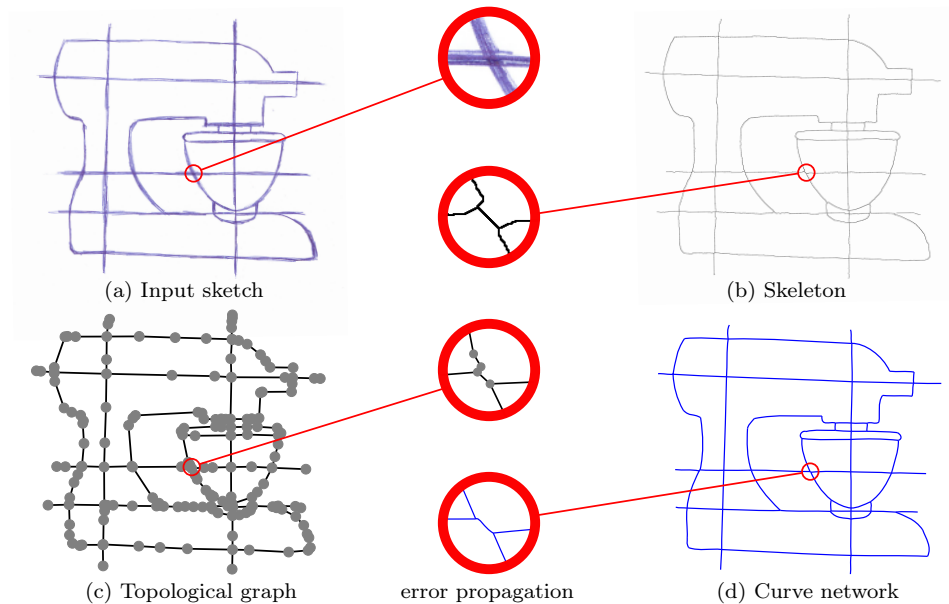 (a) Input sketch
(b) Skeleton
(c) Topological graph
error propagation
(d) Curve network